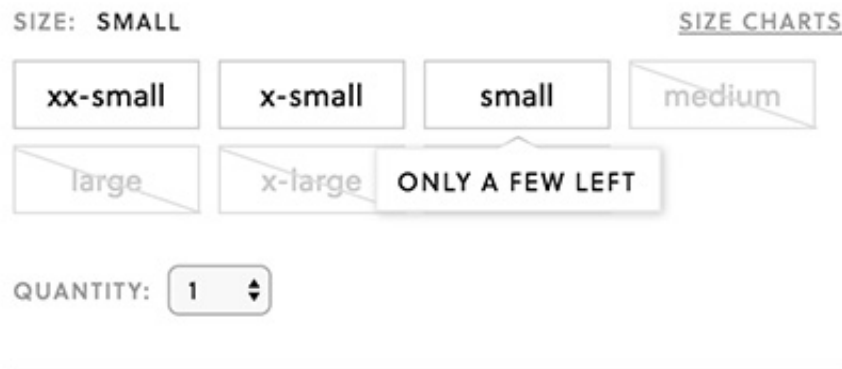 SIZE: SMALL SIZE CHARTS
xx-small x-small small medium
large x-large ONLY A FEW LEFT
QUANTITY: 1